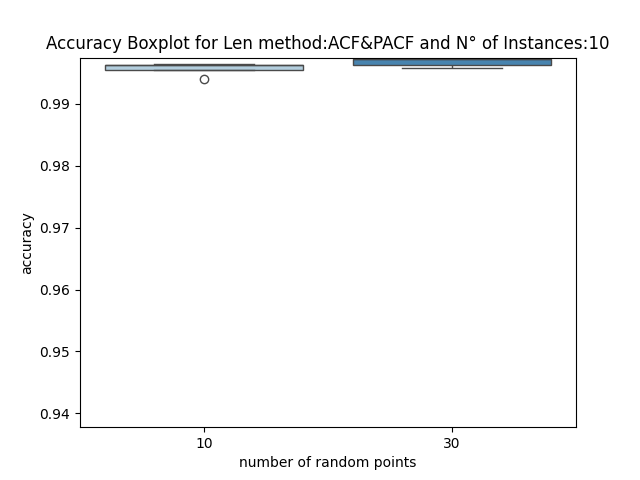 Accuracy Boxplot for Len method:ACF&PACF and N° of Instances:10
0.99
0.98
0.97
0.96
0.95
0.94
accuracy
10
30
number of random points